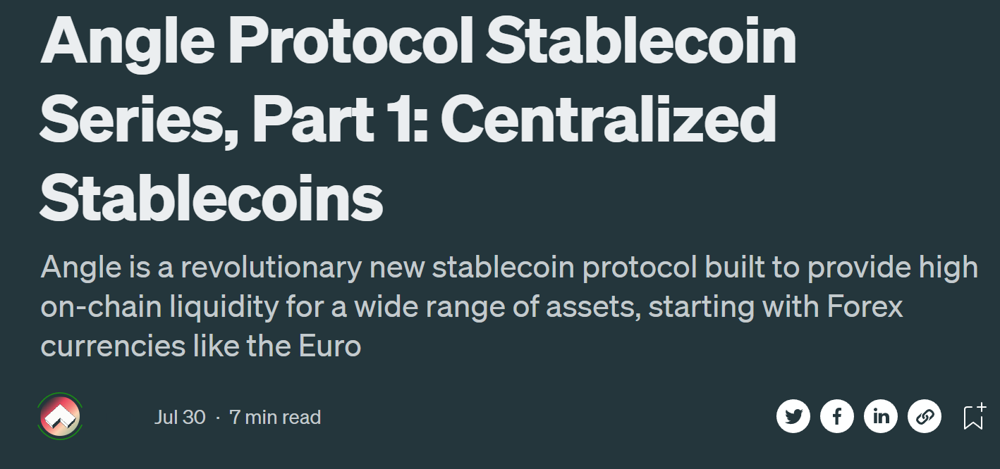 Angle Protocol Stablecoin
Series, Part 1: Centralized
Stablecoins
Angle is a revolutionary new stablecoin protocol built to provide high
on-chain liquidity for a wide range of assets, starting with Forex
currencies like the Euro
Jul 30 · 7 min read